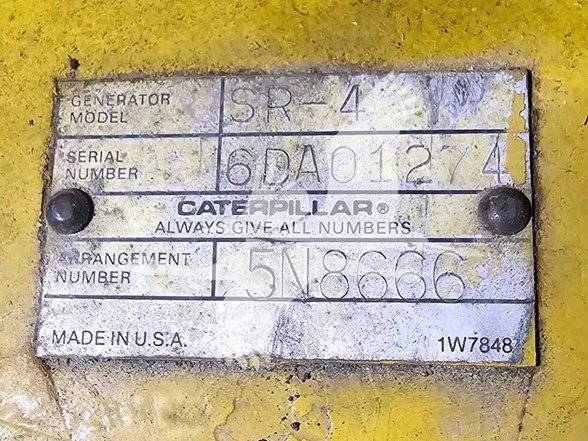 GENERATOR MODEL SR-4
SERIAL NUMBER 6DA01274
CATERPILLAR®
ALWAYS GIVE ALL NUMBERS
ARRANGEMENT NUMBER 5N8666
MADE IN U.S.A. 1W7848